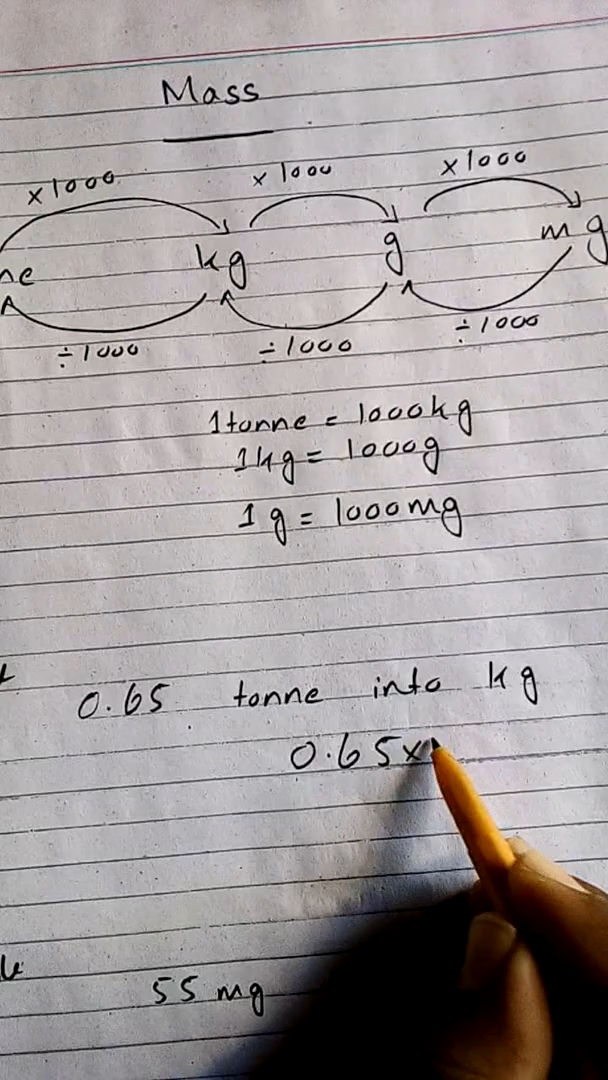 Mass
x1000 x1000 x1000
kg g mg
÷1000 ÷1000 ÷1000
1tonne = 1000kg
1kg = 1000g
1g = 1000mg
0.65 tonne into kg
0.65x
55 mg